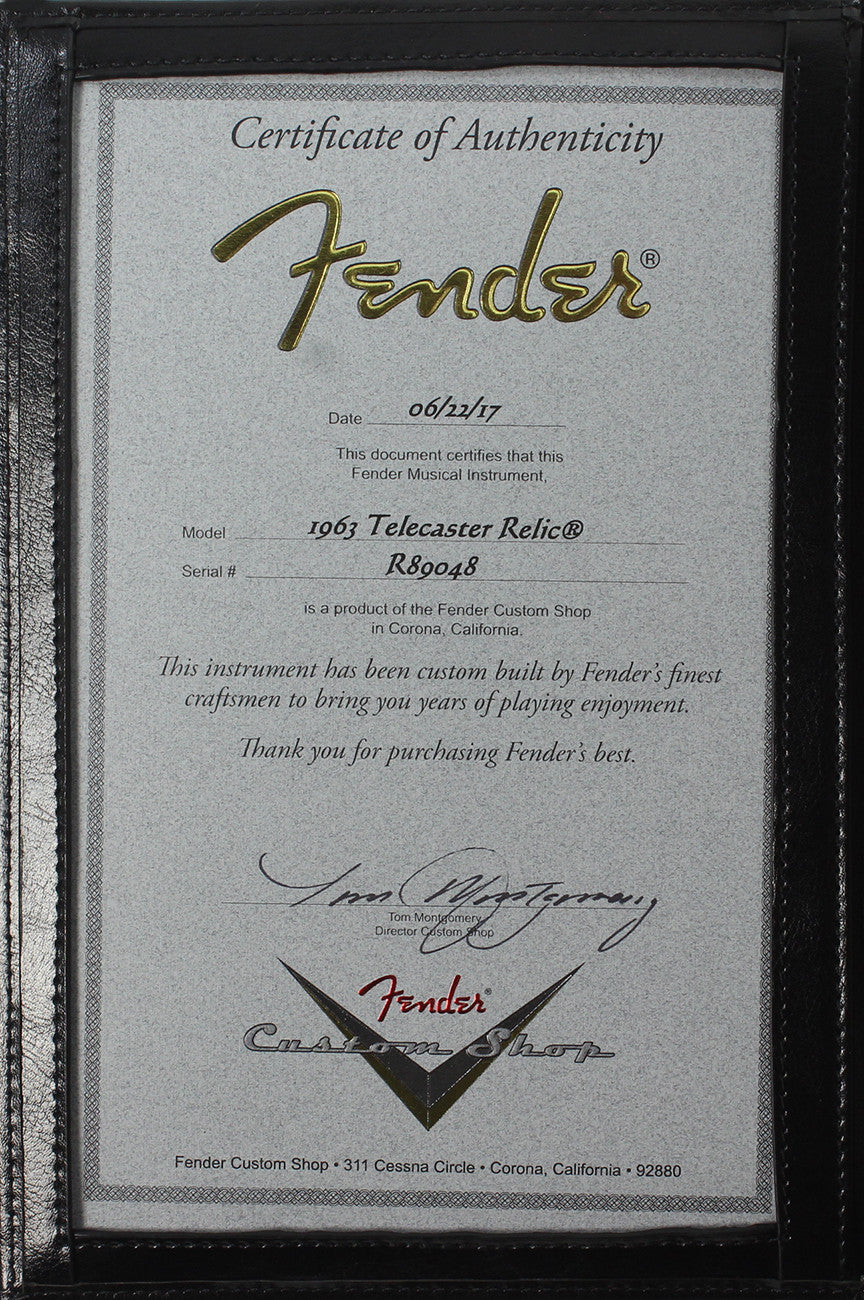 Certificate of Authenticity
Fender®
Date 06/22/17
This document certifies that this
Fender Musical Instrument,
Model 1963 Telecaster Relic®
Serial # R89048
is a product of the Fender Custom Shop
in Corona, California.
This instrument has been custom built by Fender's finest
craftsmen to bring you years of playing enjoyment.
Thank you for purchasing Fender's best.
Tom Montgomery
Tom Montgomery
Director Custom Shop
Fender®
Custom Shop
Fender Custom Shop • 311 Cessna Circle • Corona, California • 92880